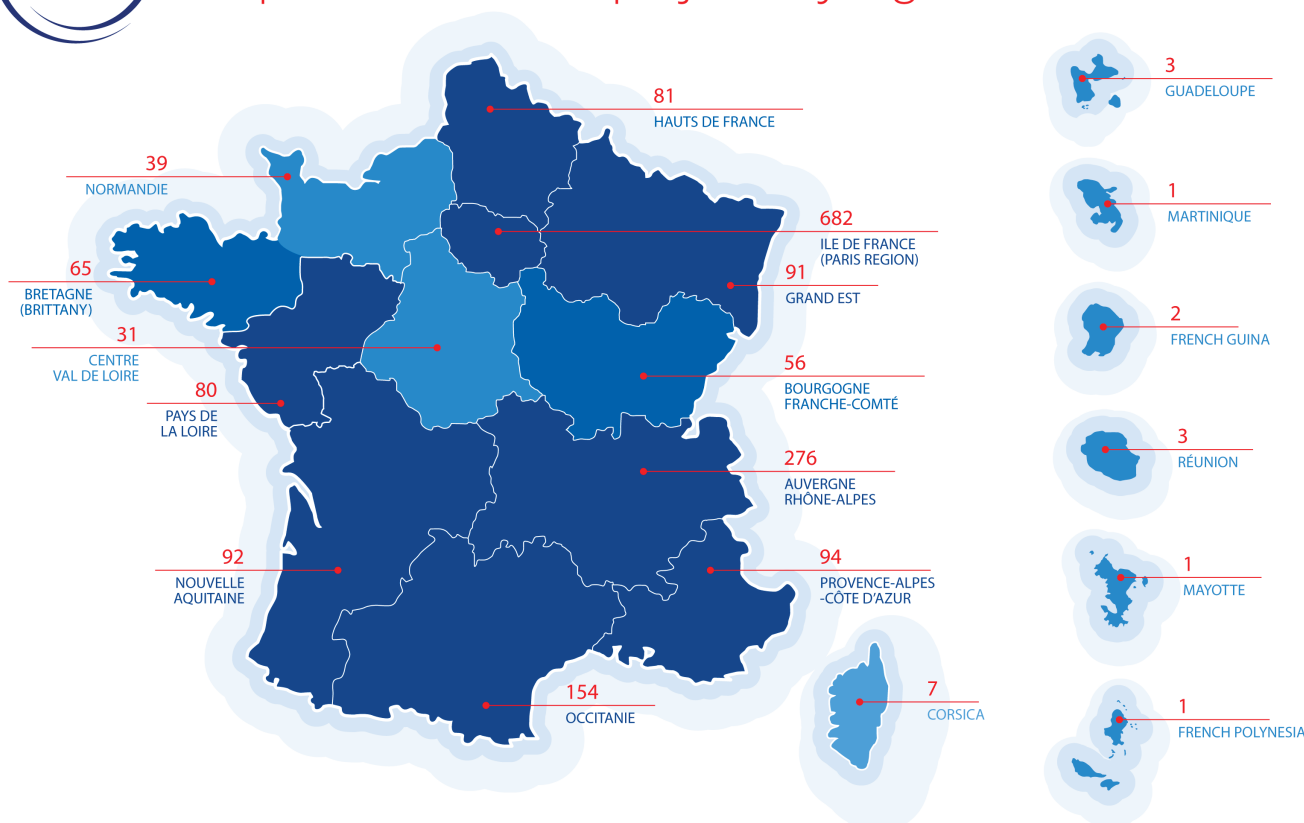 81
HAUTS DE FRANCE
39
NORMANDIE
682
ILE DE FRANCE
(PARIS REGION)
65
BRETAGNE
(BRITTANY)
91
GRAND EST
31
CENTRE
VAL DE LOIRE
56
BOURGOGNE
FRANCHE-COMTÉ
80
PAYS DE
LA LOIRE
276
AUVERGNE
RHÔNE-ALPES
92
NOUVELLE
AQUITAINE
94
PROVENCE-ALPES
-CÔTE D’AZUR
154
OCCITANIE
7
CORSICA
3
GUADELOUPE
1
MARTINIQUE
2
FRENCH GUINA
3
RÉUNION
1
MAYOTTE
1
FRENCH POLYNESIA